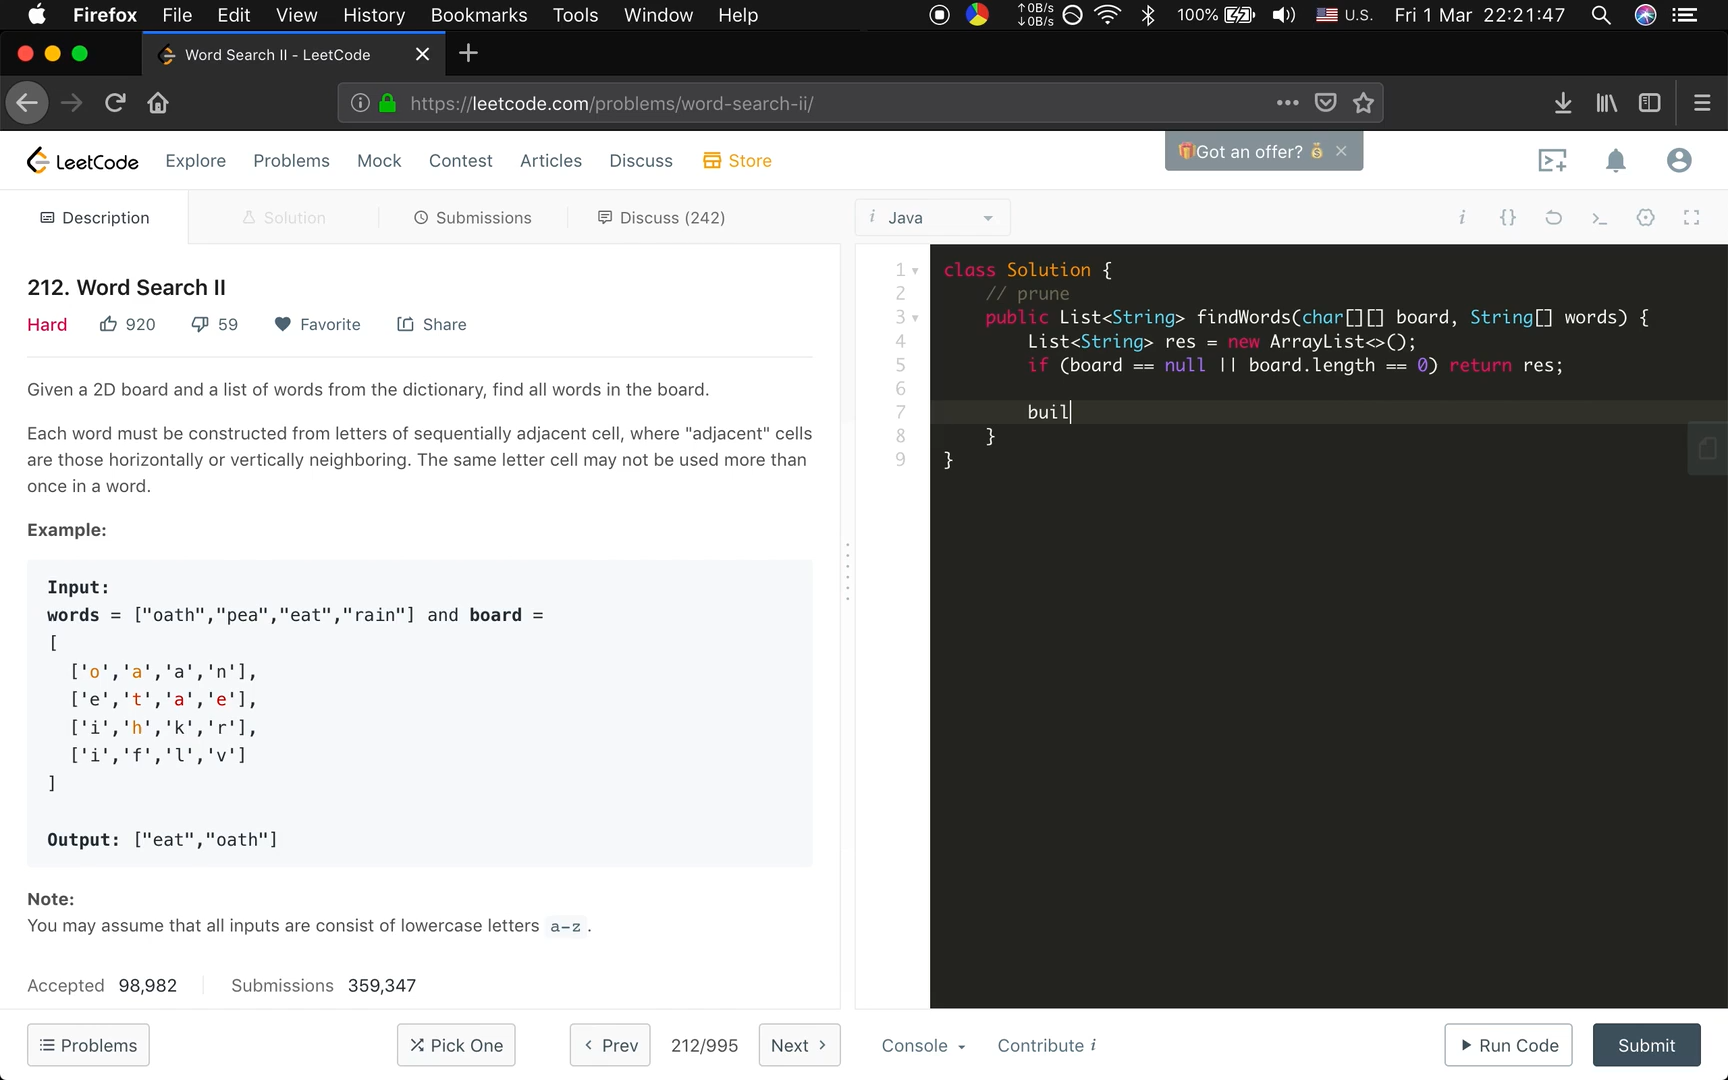 Firefox File Edit View History Bookmarks Tools Window Help ↑0B/s ↓0B/s 100% U.S. Fri 1 Mar 22:21:47
Word Search II - LeetCode
https://leetcode.com/problems/word-search-ii/
LeetCode Explore Problems Mock Contest Articles Discuss Store 🎁Got an offer? 💰 ×
Description Solution Submissions Discuss (242) i Java i {}
212. Word Search II
Hard 920 59 Favorite Share
Given a 2D board and a list of words from the dictionary, find all words in the board.
Each word must be constructed from letters of sequentially adjacent cell, where "adjacent" cells
are those horizontally or vertically neighboring. The same letter cell may not be used more than
once in a word.
Example:
Input:
words = ["oath","pea","eat","rain"] and board =
[
['o','a','a','n'],
['e','t','a','e'],
['i','h','k','r'],
['i','f','l','v']
]
Output: ["eat","oath"]
Note:
You may assume that all inputs are consist of lowercase letters a-z.
Accepted 98,982 Submissions 359,347
1 class Solution {
2 // prune
3 public List<String> findWords(char[][] board, String[] words) {
4 List<String> res = new ArrayList<>();
5 if (board == null || board.length == 0) return res;
6
7 buil
8 }
9 }
Problems Pick One Prev 212/995 Next Console Contribute i Run Code Submit